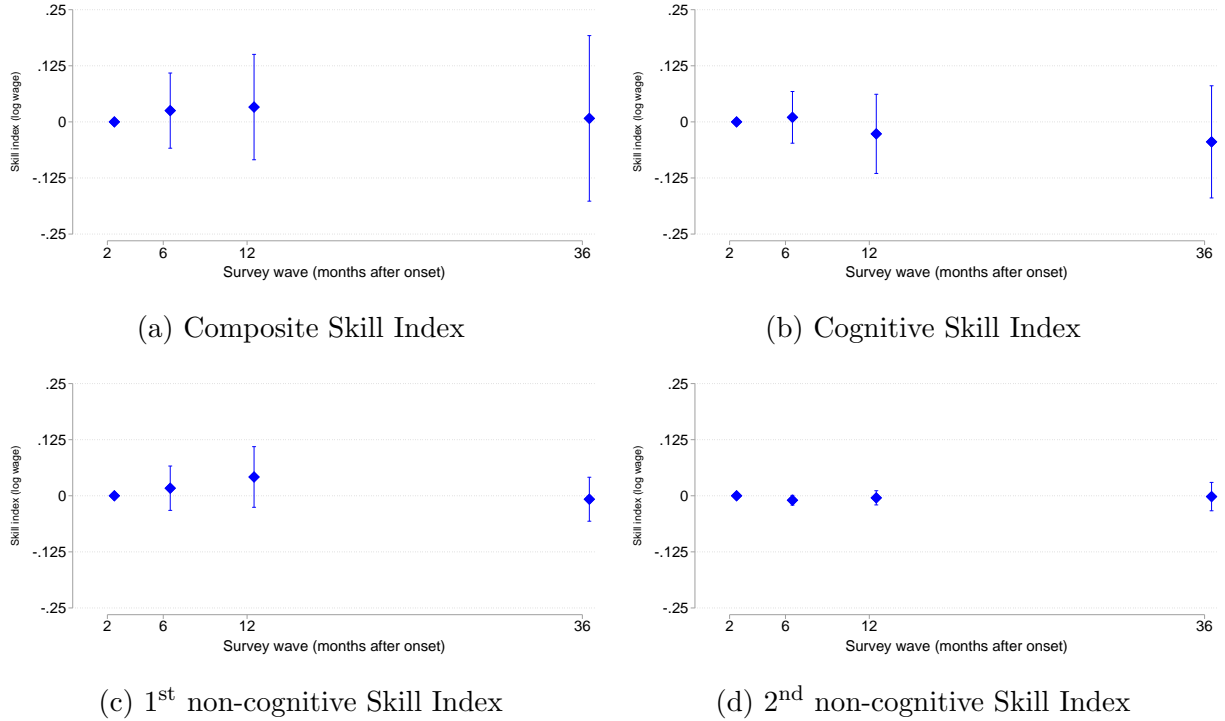 .25
.125
0
-.125
-.25
Skill index (log wage)
2 6 12 36
Survey wave (months after onset)
(a) Composite Skill Index
.25
.125
0
-.125
-.25
Skill index (log wage)
2 6 12 36
Survey wave (months after onset)
(b) Cognitive Skill Index
.25
.125
0
-.125
-.25
Skill index (log wage)
2 6 12 36
Survey wave (months after onset)
(c) 1st non-cognitive Skill Index
.25
.125
0
-.125
-.25
Skill index (log wage)
2 6 12 36
Survey wave (months after onset)
(d) 2nd non-cognitive Skill Index